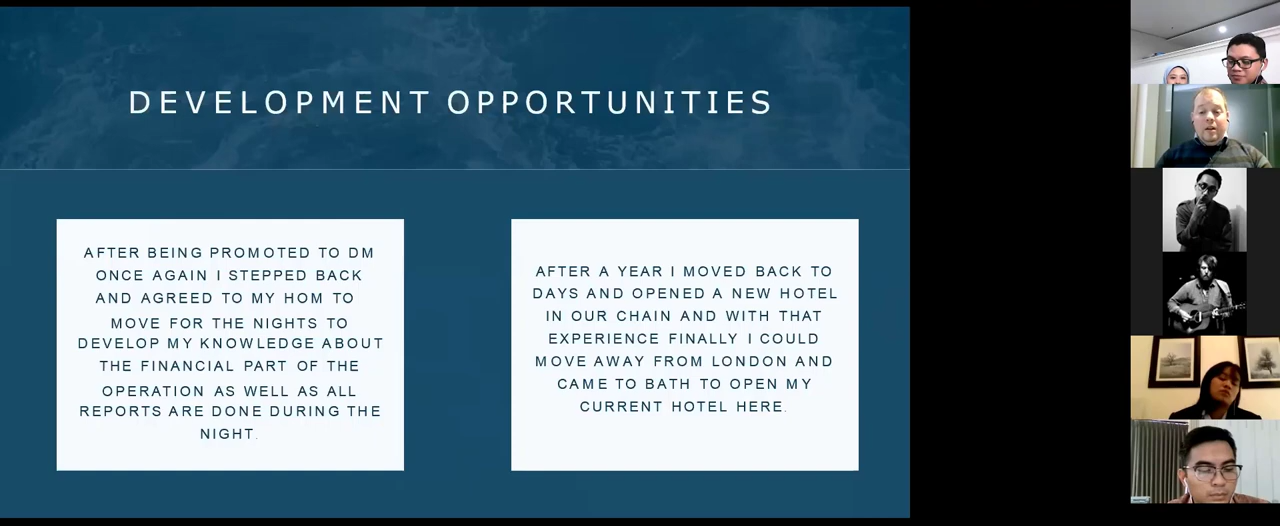 DEVELOPMENT OPPORTUNITIES
AFTER BEING PROMOTED TO DM
ONCE AGAIN I STEPPED BACK
AND AGREED TO MY HOM TO
MOVE FOR THE NIGHTS TO
DEVELOP MY KNOWLEDGE ABOUT
THE FINANCIAL PART OF THE
OPERATION AS WELL AS ALL
REPORTS ARE DONE DURING THE
NIGHT.
AFTER A YEAR I MOVED BACK TO
DAYS AND OPENED A NEW HOTEL
IN OUR CHAIN AND WITH THAT
EXPERIENCE FINALLY I COULD
MOVE AWAY FROM LONDON AND
CAME TO BATH TO OPEN MY
CURRENT HOTEL HERE.